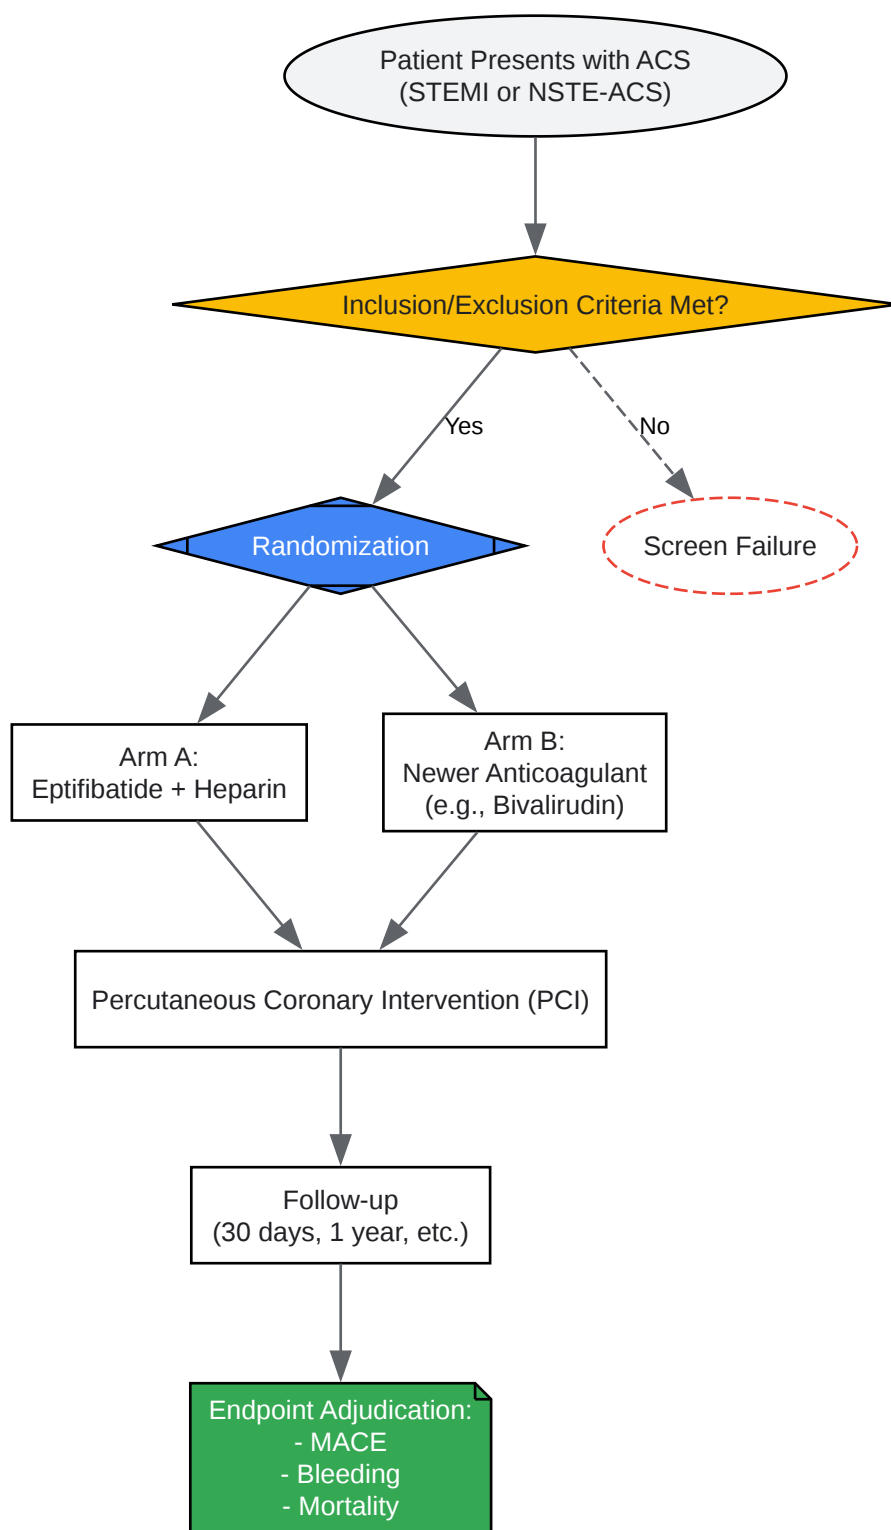 Patient Presents with ACS
(STEMI or NSTE-ACS)
Inclusion/Exclusion Criteria Met?
Yes
No
Randomization
Screen Failure
Arm A:
Eptifibatide + Heparin
Arm B:
Newer Anticoagulant
(e.g., Bivalirudin)
Percutaneous Coronary Intervention (PCI)
Follow-up
(30 days, 1 year, etc.)
Endpoint Adjudication:
- MACE
- Bleeding
- Mortality